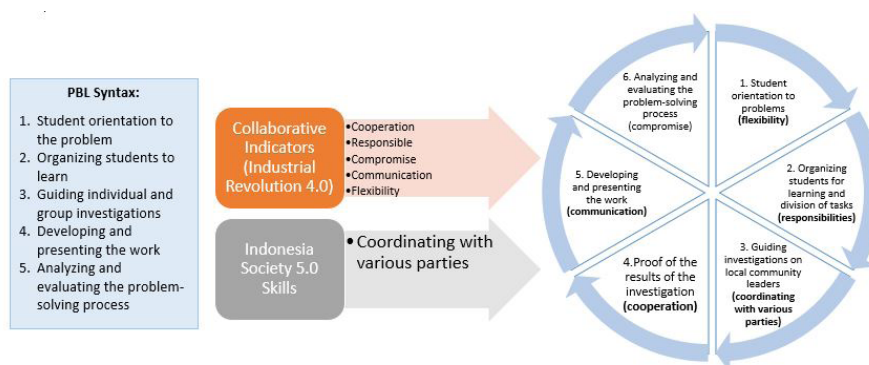 PBL Syntax:
1. Student orientation to
the problem
2. Organizing students to
learn
3. Guiding individual and
group investigations
4. Developing and
presenting the work
5. Analyzing and
evaluating the problem-
solving process
Collaborative
Indicators
(Industrial
Revolution 4.0)
•Cooperation
•Responsible
•Compromise
•Communication
•Flexibility
Indonesia
Society 5.0
Skills
• Coordinating with
various parties
1. Student
orientation to
problems
(flexibility)
2. Organizing
students for
learning and
division of tasks
(responsibilities)
3. Guiding
investigations on
local community
leaders
(coordinating
with various
parties)
4.Proof of the
results of the
investigation
(cooperation)
5. Developing
and presenting
the work
(communication)
6. Analyzing and
evaluating the
problem-solving
process
(compromise)